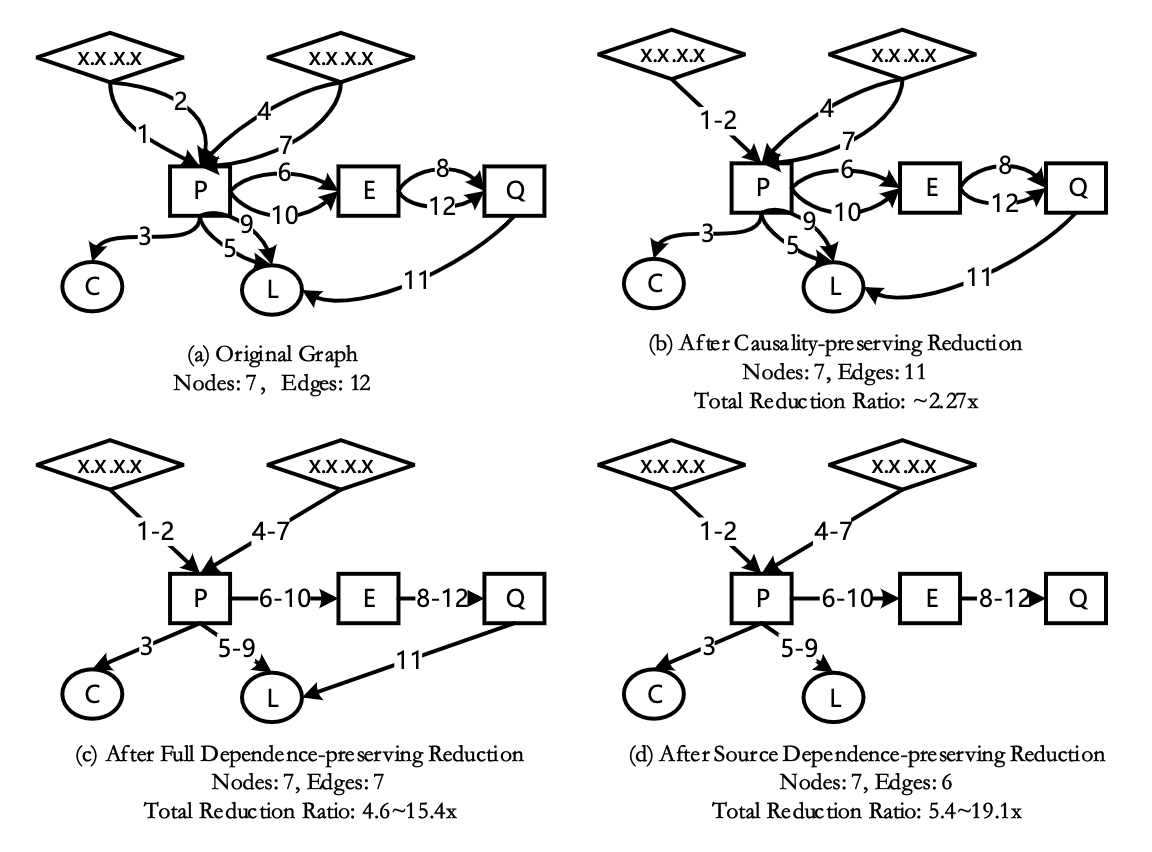 x.x.x.x
x.x.x.x
2
4
1
7
6
8
P
E
Q
10
12
9
3
5
11
C
L
(a) Original Graph
Nodes: 7, Edges: 12
x.x.x.x
x.x.x.x
4
1-2
7
6
8
P
E
Q
10
12
9
3
5
11
C
L
(b) After Causality-preserving Reduction
Nodes: 7, Edges: 11
Total Reduction Ratio: ~2.27x
x.x.x.x
x.x.x.x
1-2
4-7
P
6-10
E
8-12
Q
3
5-9
11
C
L
(c) After Full Dependence-preserving Reduction
Nodes: 7, Edges: 7
Total Reduction Ratio: 4.6~15.4x
x.x.x.x
x.x.x.x
1-2
4-7
P
6-10
E
8-12
Q
3
5-9
C
L
(d) After Source Dependence-preserving Reduction
Nodes: 7, Edges: 6
Total Reduction Ratio: 5.4~19.1x